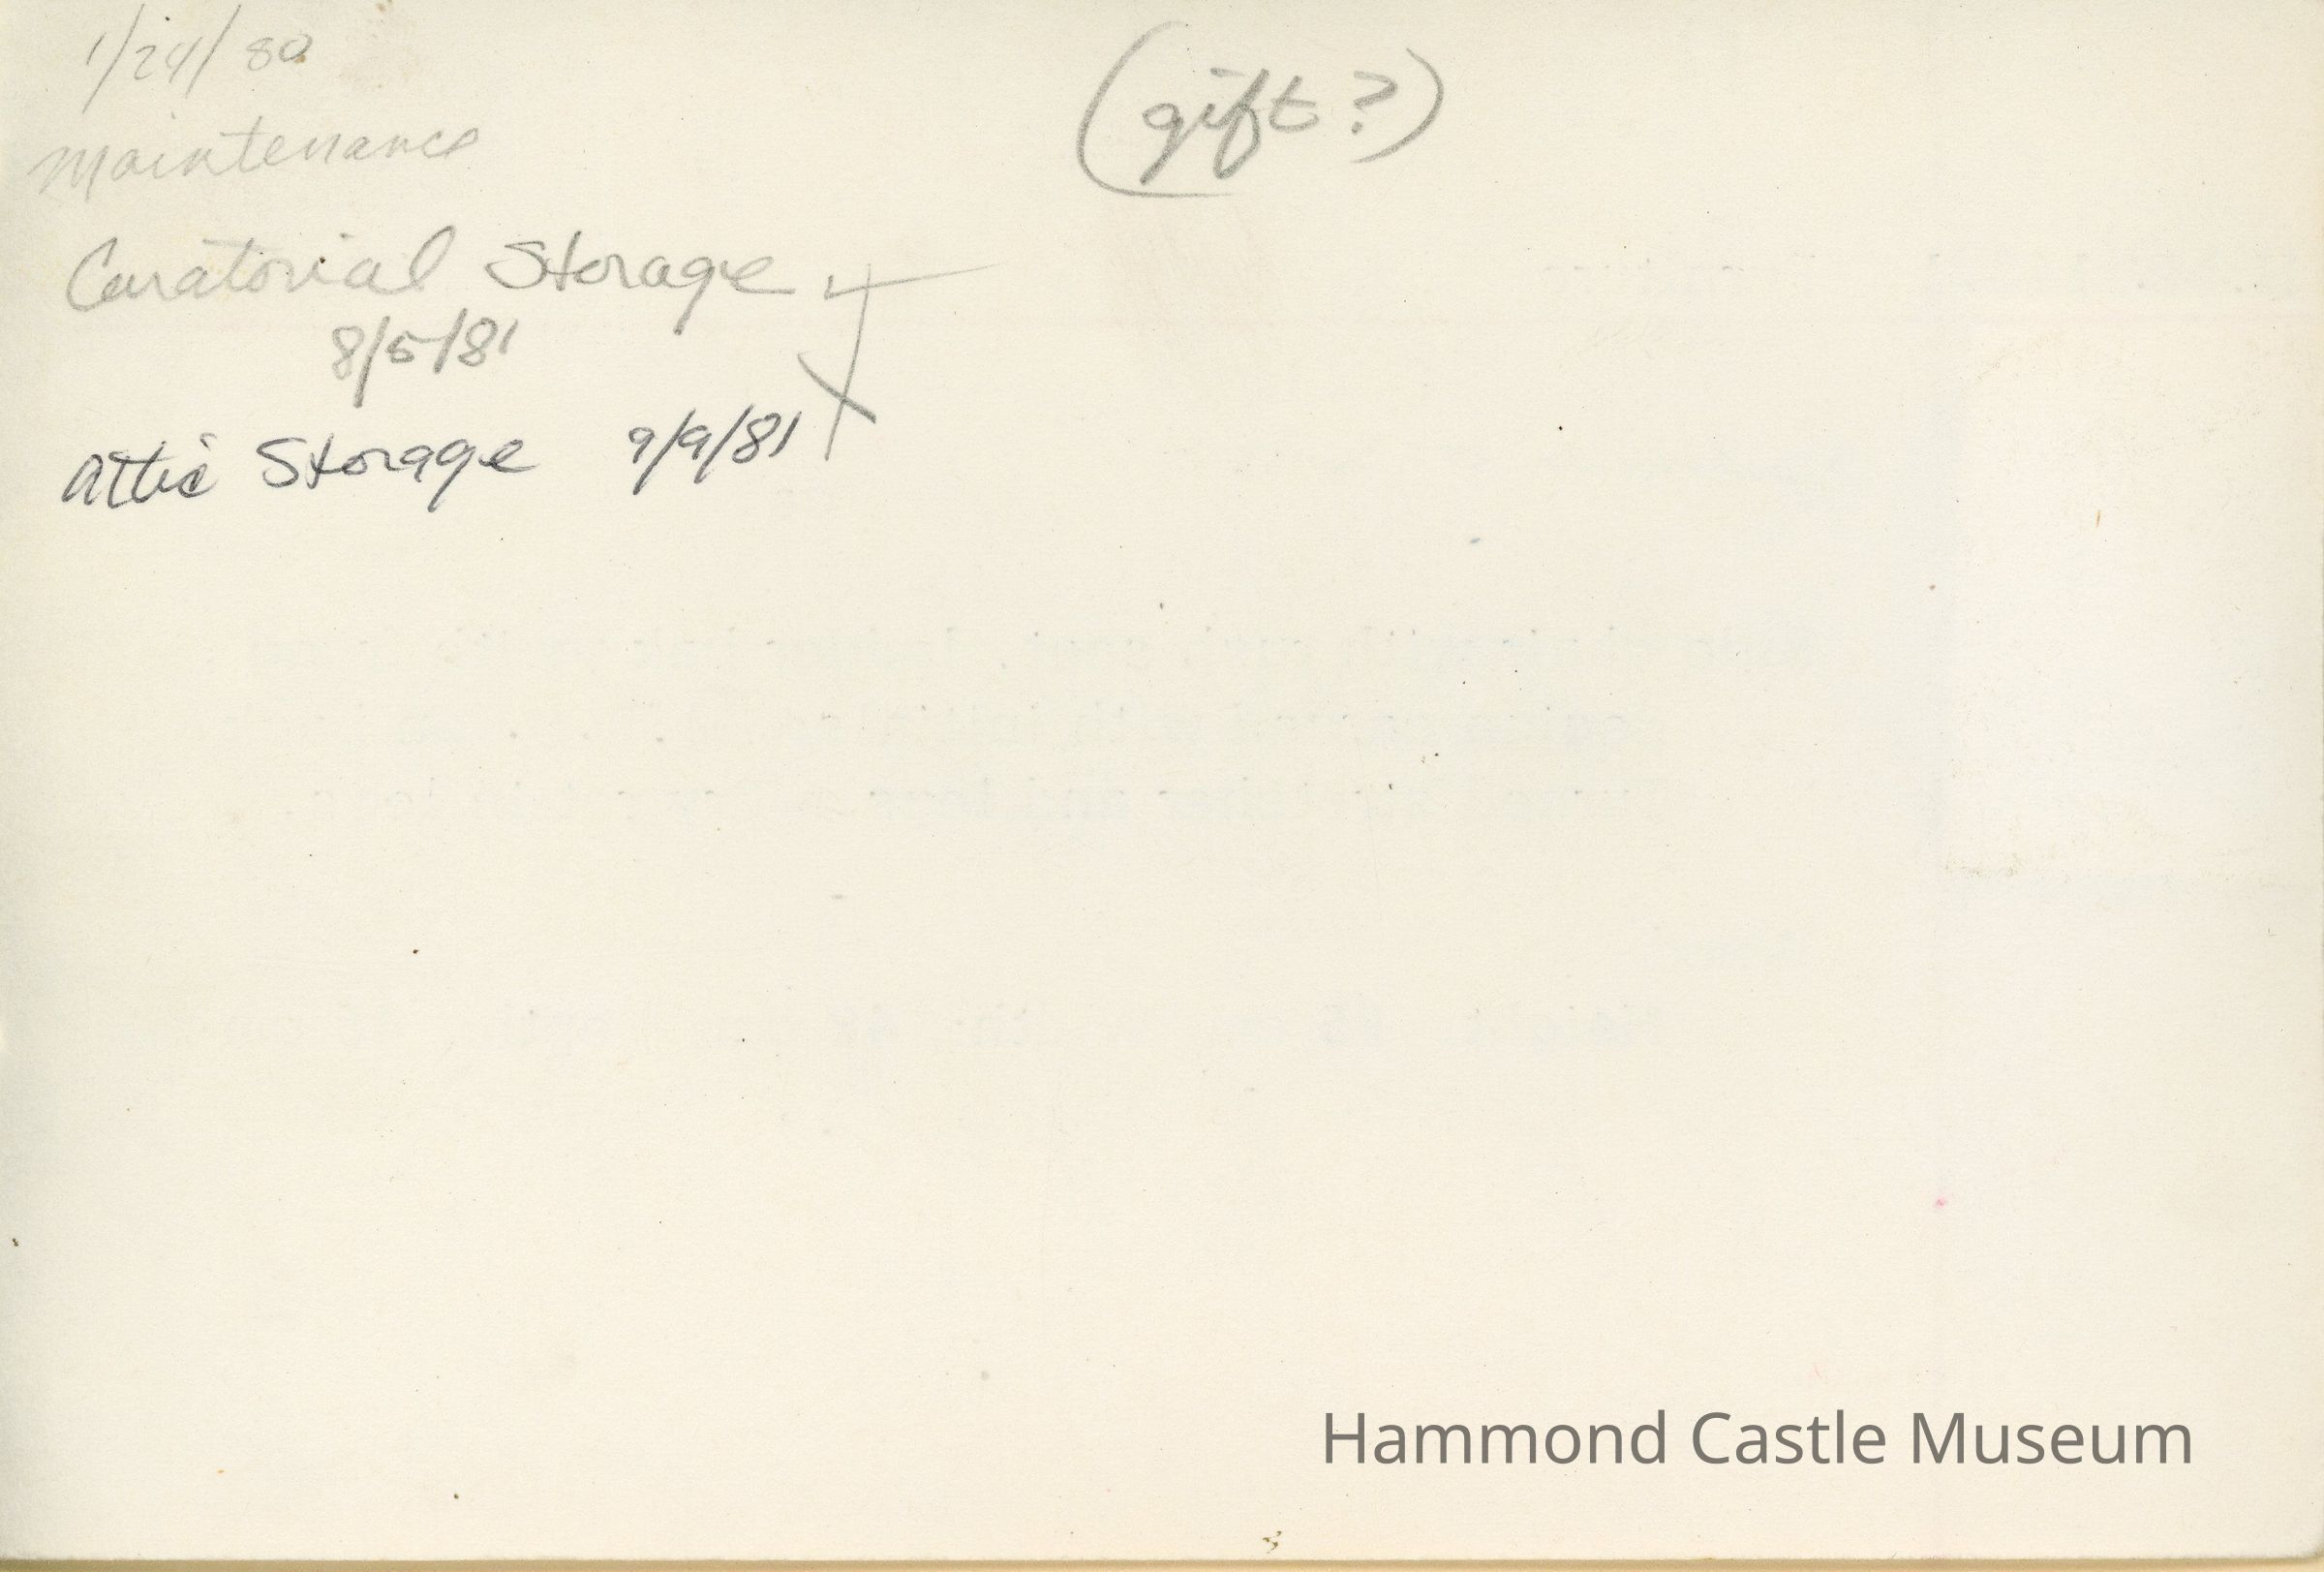 1/24/80
(gift?)
Maintenance
Curatorial Storage
8/5/81
Attic Storage 9/9/81
Hammond Castle Museum